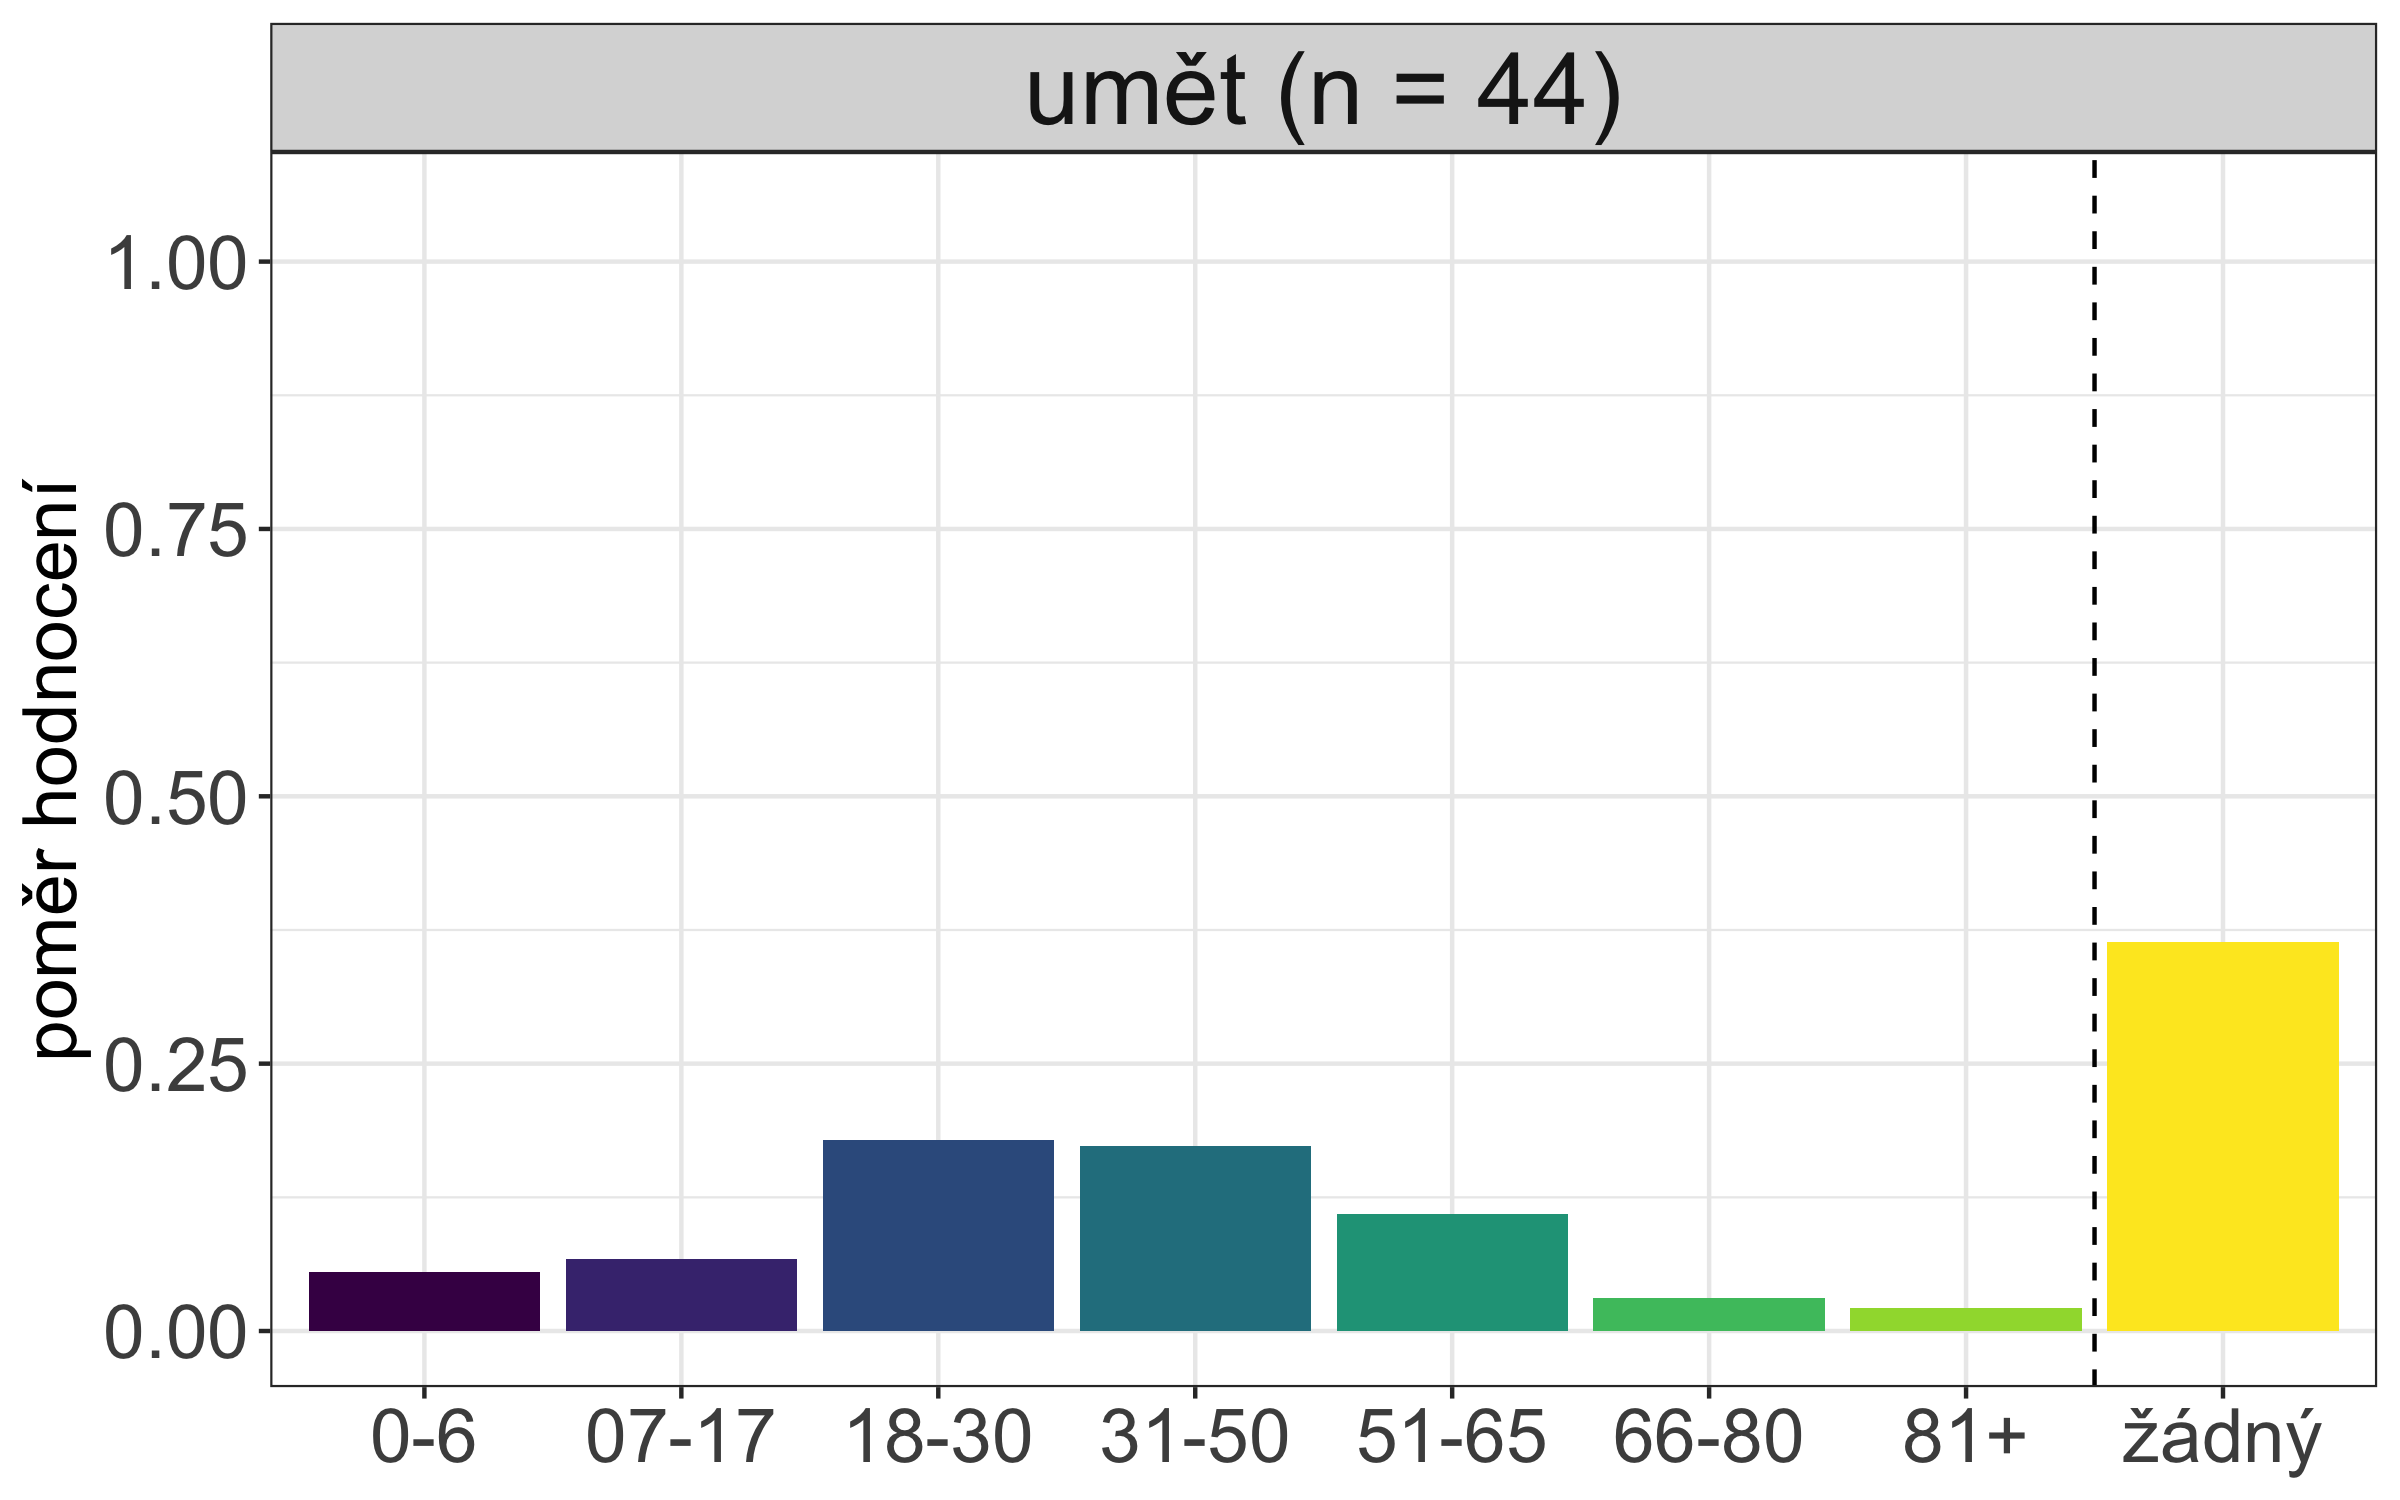 umět (n = 44)
poměr hodnocení
1.00
0.75
0.50
0.25
0.00
0-6 07-17 18-30 31-50 51-65 66-80 81+ žádný